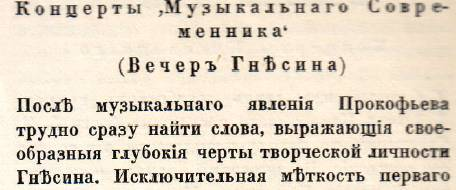 Концерты ‚Музыкальнаго Совре-
менника‘
(Вечеръ Гнѣсина)
Послѣ музыкальнаго явленія Прокофьева
трудно сразу найти слова, выражающія свое-
образныя глубокія черты творческой личности
Гнѣсина. Исключительная мѣткость перваго